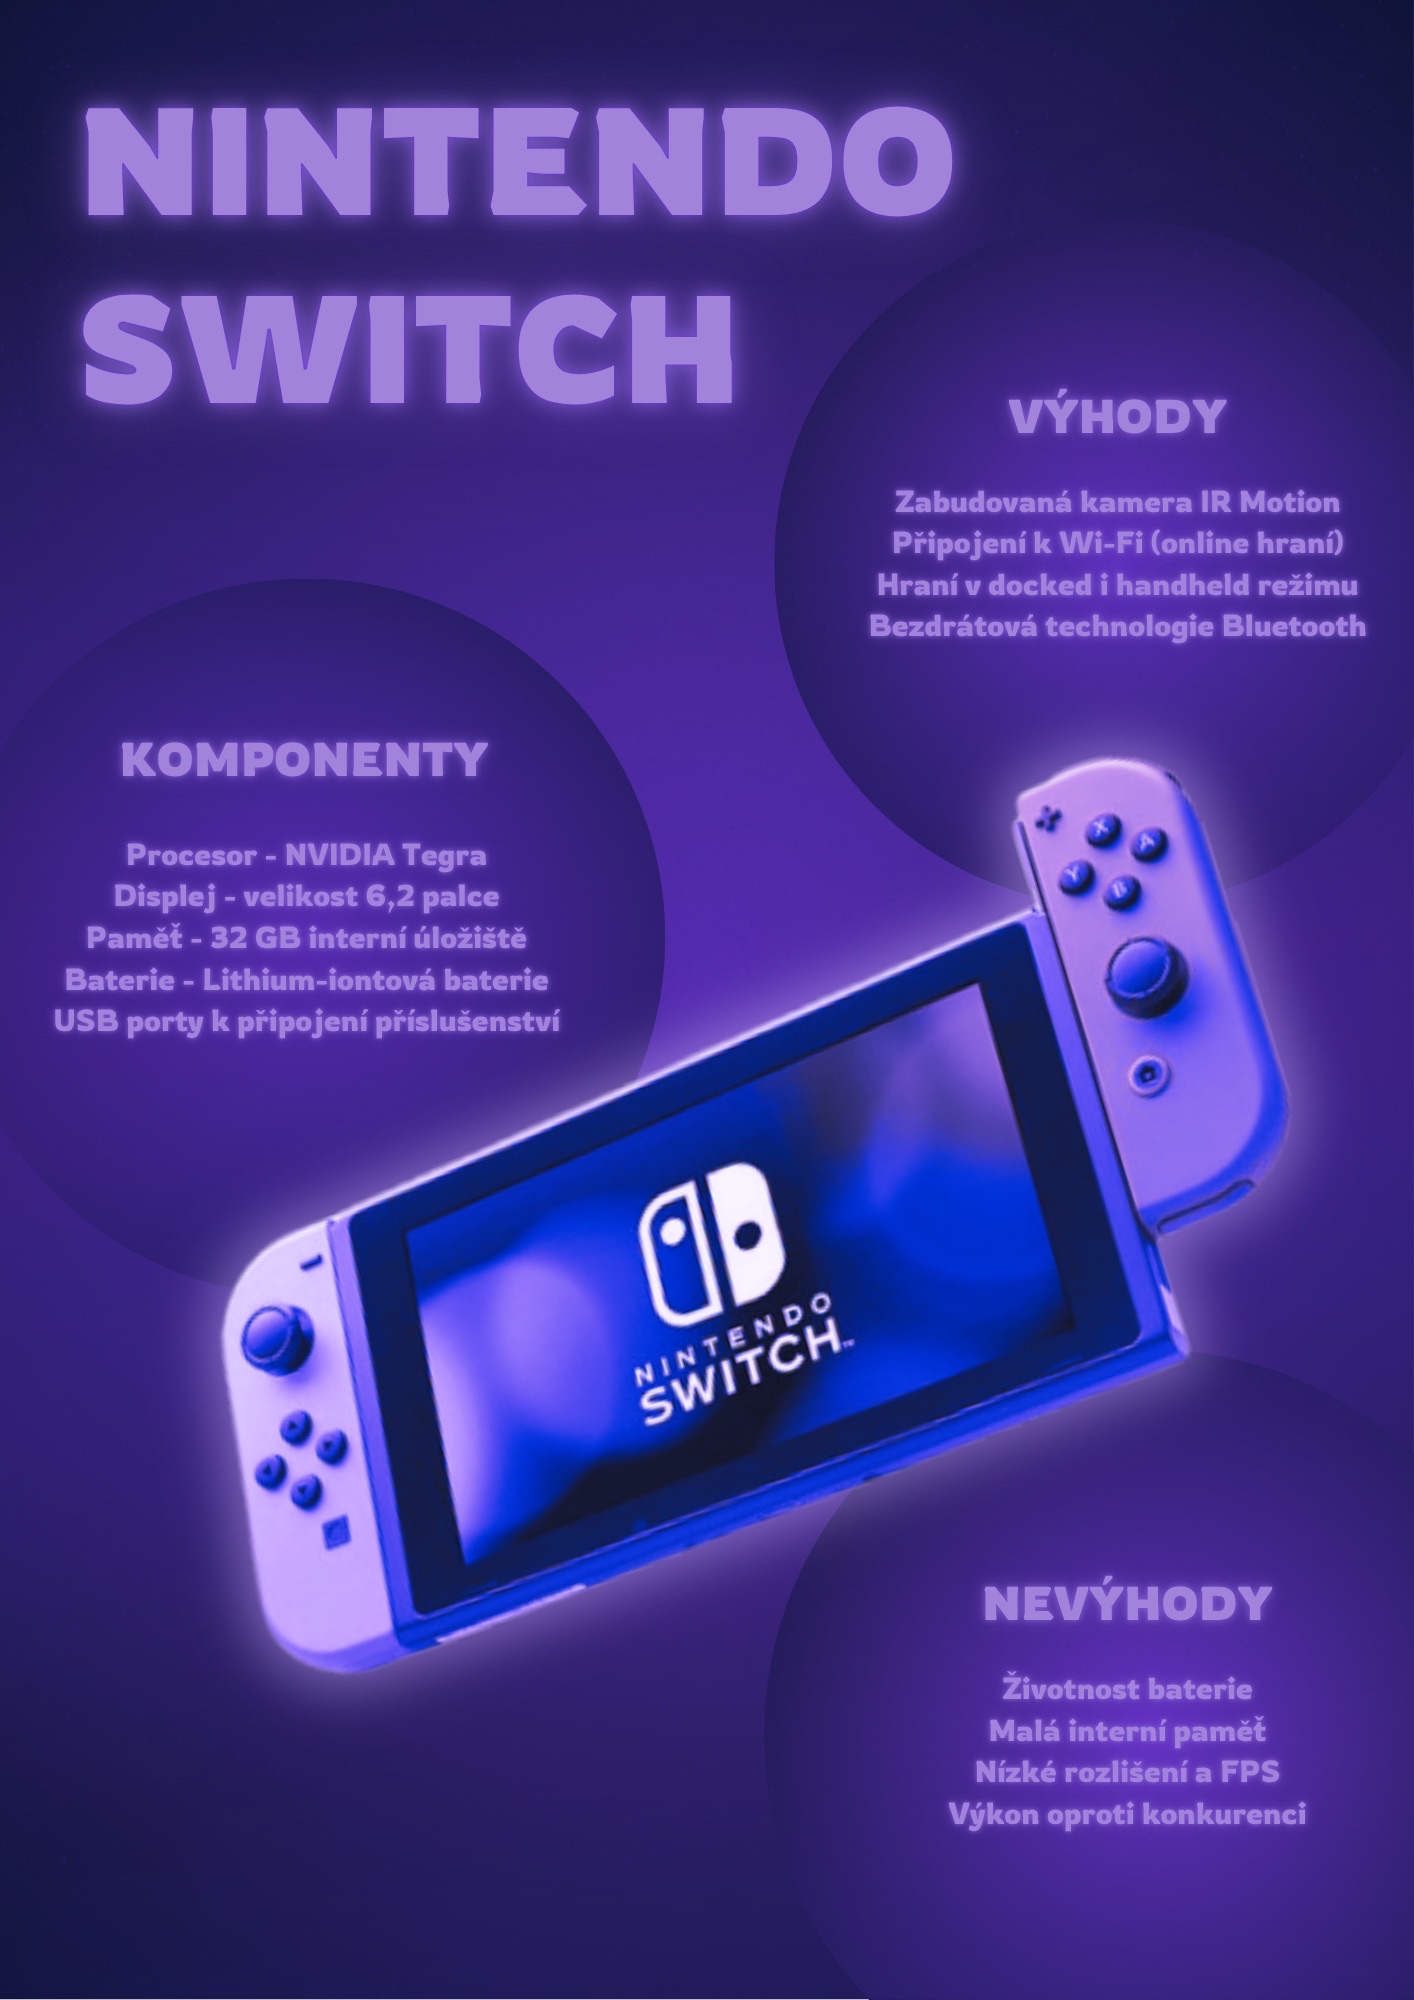 NINTENDO
SWITCH
VÝHODY
Zabudovaná kamera IR Motion
Připojení k Wi-Fi (online hraní)
Hraní v docked i handheld režimu
Bezdrátová technologie Bluetooth
KOMPONENTY
Procesor - NVIDIA Tegra
Displej - velikost 6,2 palce
Paměť - 32 GB interní úložiště
Baterie - Lithium-iontová baterie
USB porty k připojení příslušenství
X
A
Y
B
NINTENDO
SWITCH™
NEVÝHODY
Životnost baterie
Malá interní paměť
Nízké rozlišení a FPS
Výkon oproti konkurenci